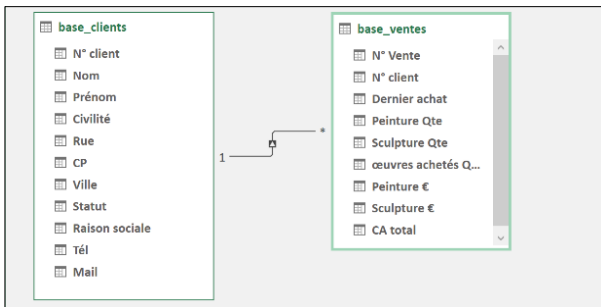 base_clients
N° client
Nom
Prénom
Civilité
Rue
CP
Ville
Statut
Raison sociale
Tél
Mail
1
*
base_ventes
N° Vente
N° client
Dernier achat
Peinture Qte
Sculpture Qte
œuvres achetés Q...
Peinture €
Sculpture €
CA total